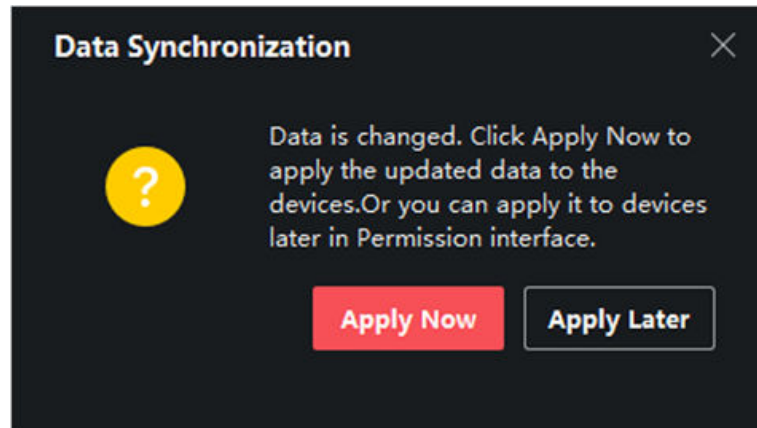 Data Synchronization
?
Data is changed. Click Apply Now to
apply the updated data to the
devices.Or you can apply it to devices
later in Permission interface.
Apply Now
Apply Later